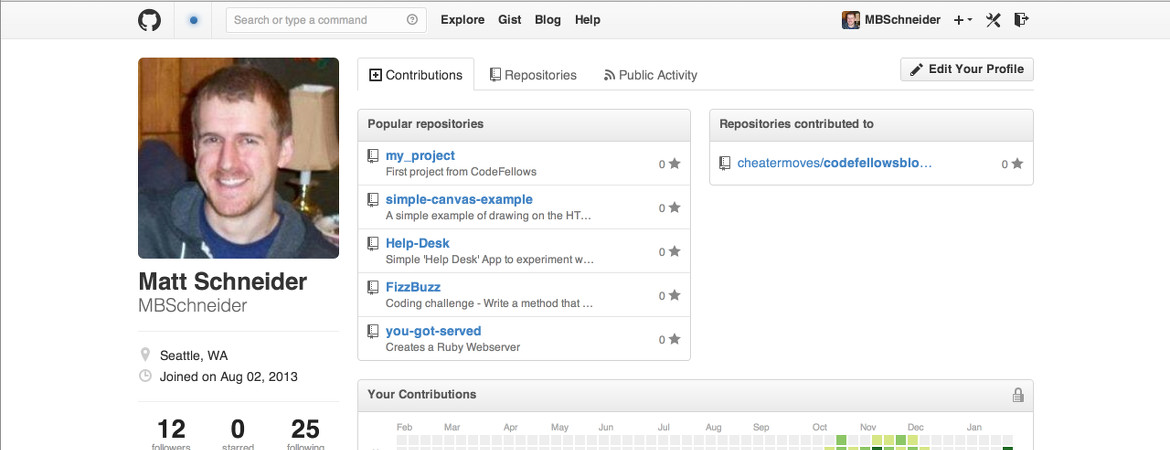 Search or type a command
Explore Gist Blog Help
MBSchneider
Contributions
Repositories
Public Activity
Edit Your Profile
Matt Schneider
MBSchneider
Seattle, WA
Joined on Aug 02, 2013
12 0 25
followers starred following
Popular repositories
my_project
First project from CodeFellows
0
simple-canvas-example
A simple example of drawing on the HT…
0
Help-Desk
Simple 'Help Desk' App to experiment w…
0
FizzBuzz
Coding challenge - Write a method that …
0
you-got-served
Creates a Ruby Webserver
0
Repositories contributed to
cheatermoves/codefellowsblo…
0
Your Contributions
Feb Mar Apr May Jun Jul Aug Sep Oct Nov Dec Jan